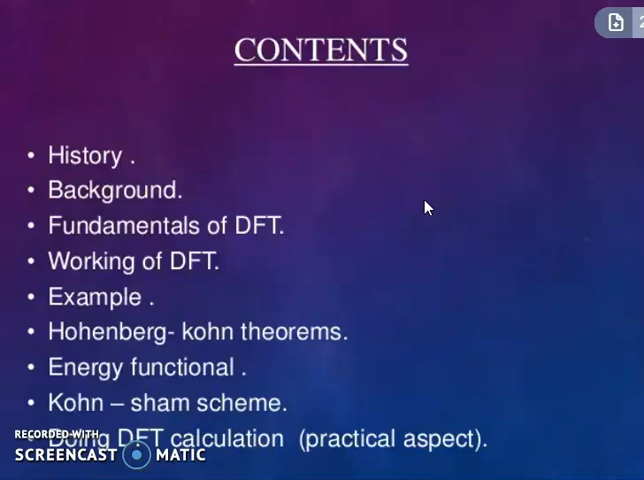 CONTENTS
• History .
• Background.
• Fundamentals of DFT.
• Working of DFT.
• Example .
• Hohenberg- kohn theorems.
• Energy functional .
• Kohn – sham scheme.
• Doing DFT calculation (practical aspect).
RECORDED WITH
SCREENCAST MATIC